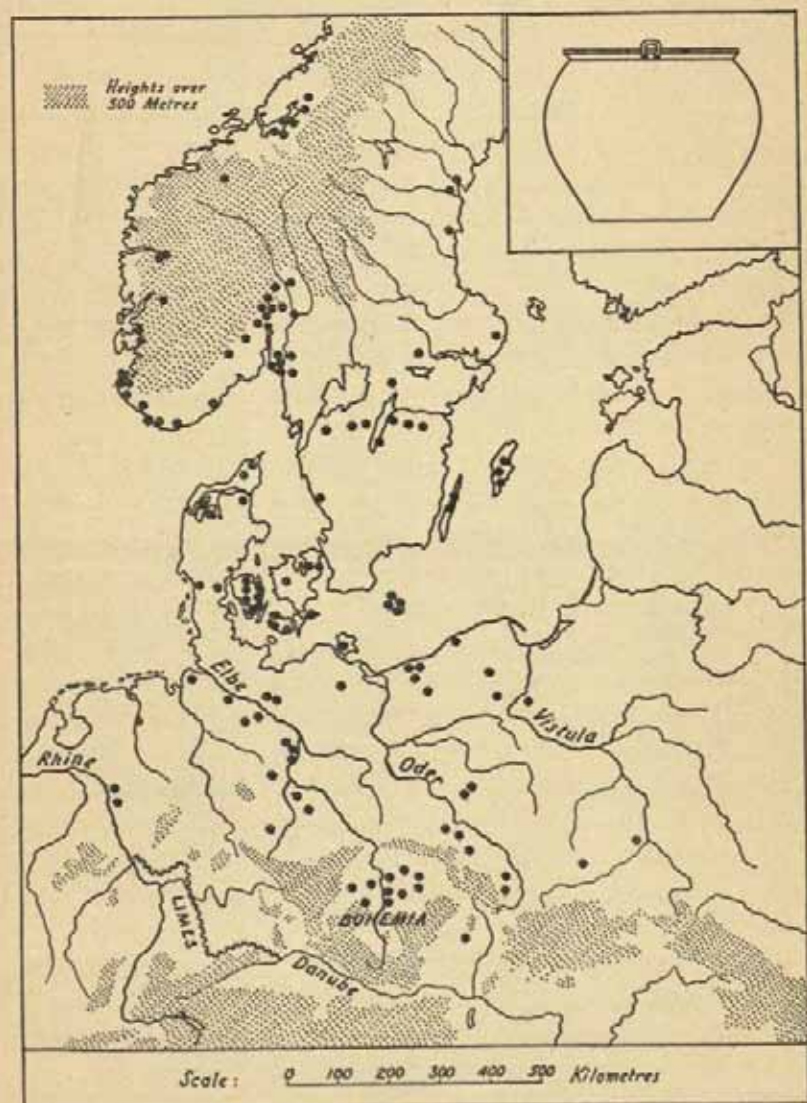 Heights over
500 Metres
Elbe
Rhine
Vistula
Oder
LIMES
BOHEMIA
Danube
Scale: 0 100 200 300 400 500 Kilometres